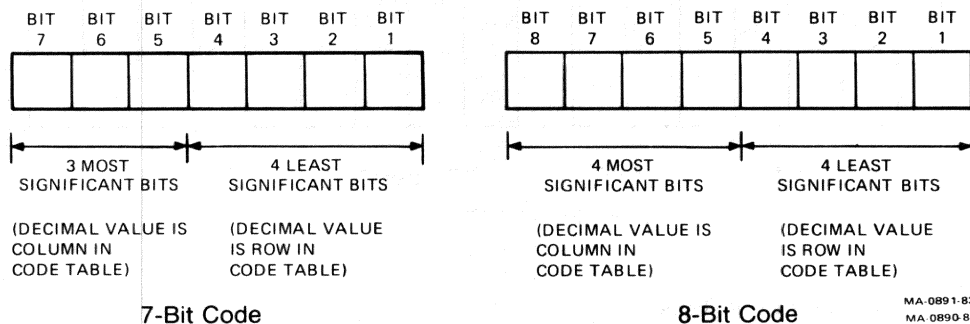 BIT BIT BIT BIT BIT BIT BIT
7 6 5 4 3 2 1
3 MOST
SIGNIFICANT BITS
4 LEAST
SIGNIFICANT BITS
(DECIMAL VALUE IS
COLUMN IN
CODE TABLE)
(DECIMAL VALUE
IS ROW IN
CODE TABLE)
7-Bit Code
BIT BIT BIT BIT BIT BIT BIT BIT
8 7 6 5 4 3 2 1
4 MOST
SIGNIFICANT BITS
4 LEAST
SIGNIFICANT BITS
(DECIMAL VALUE IS
COLUMN IN
CODE TABLE)
(DECIMAL VALUE
IS ROW IN
CODE TABLE)
8-Bit Code